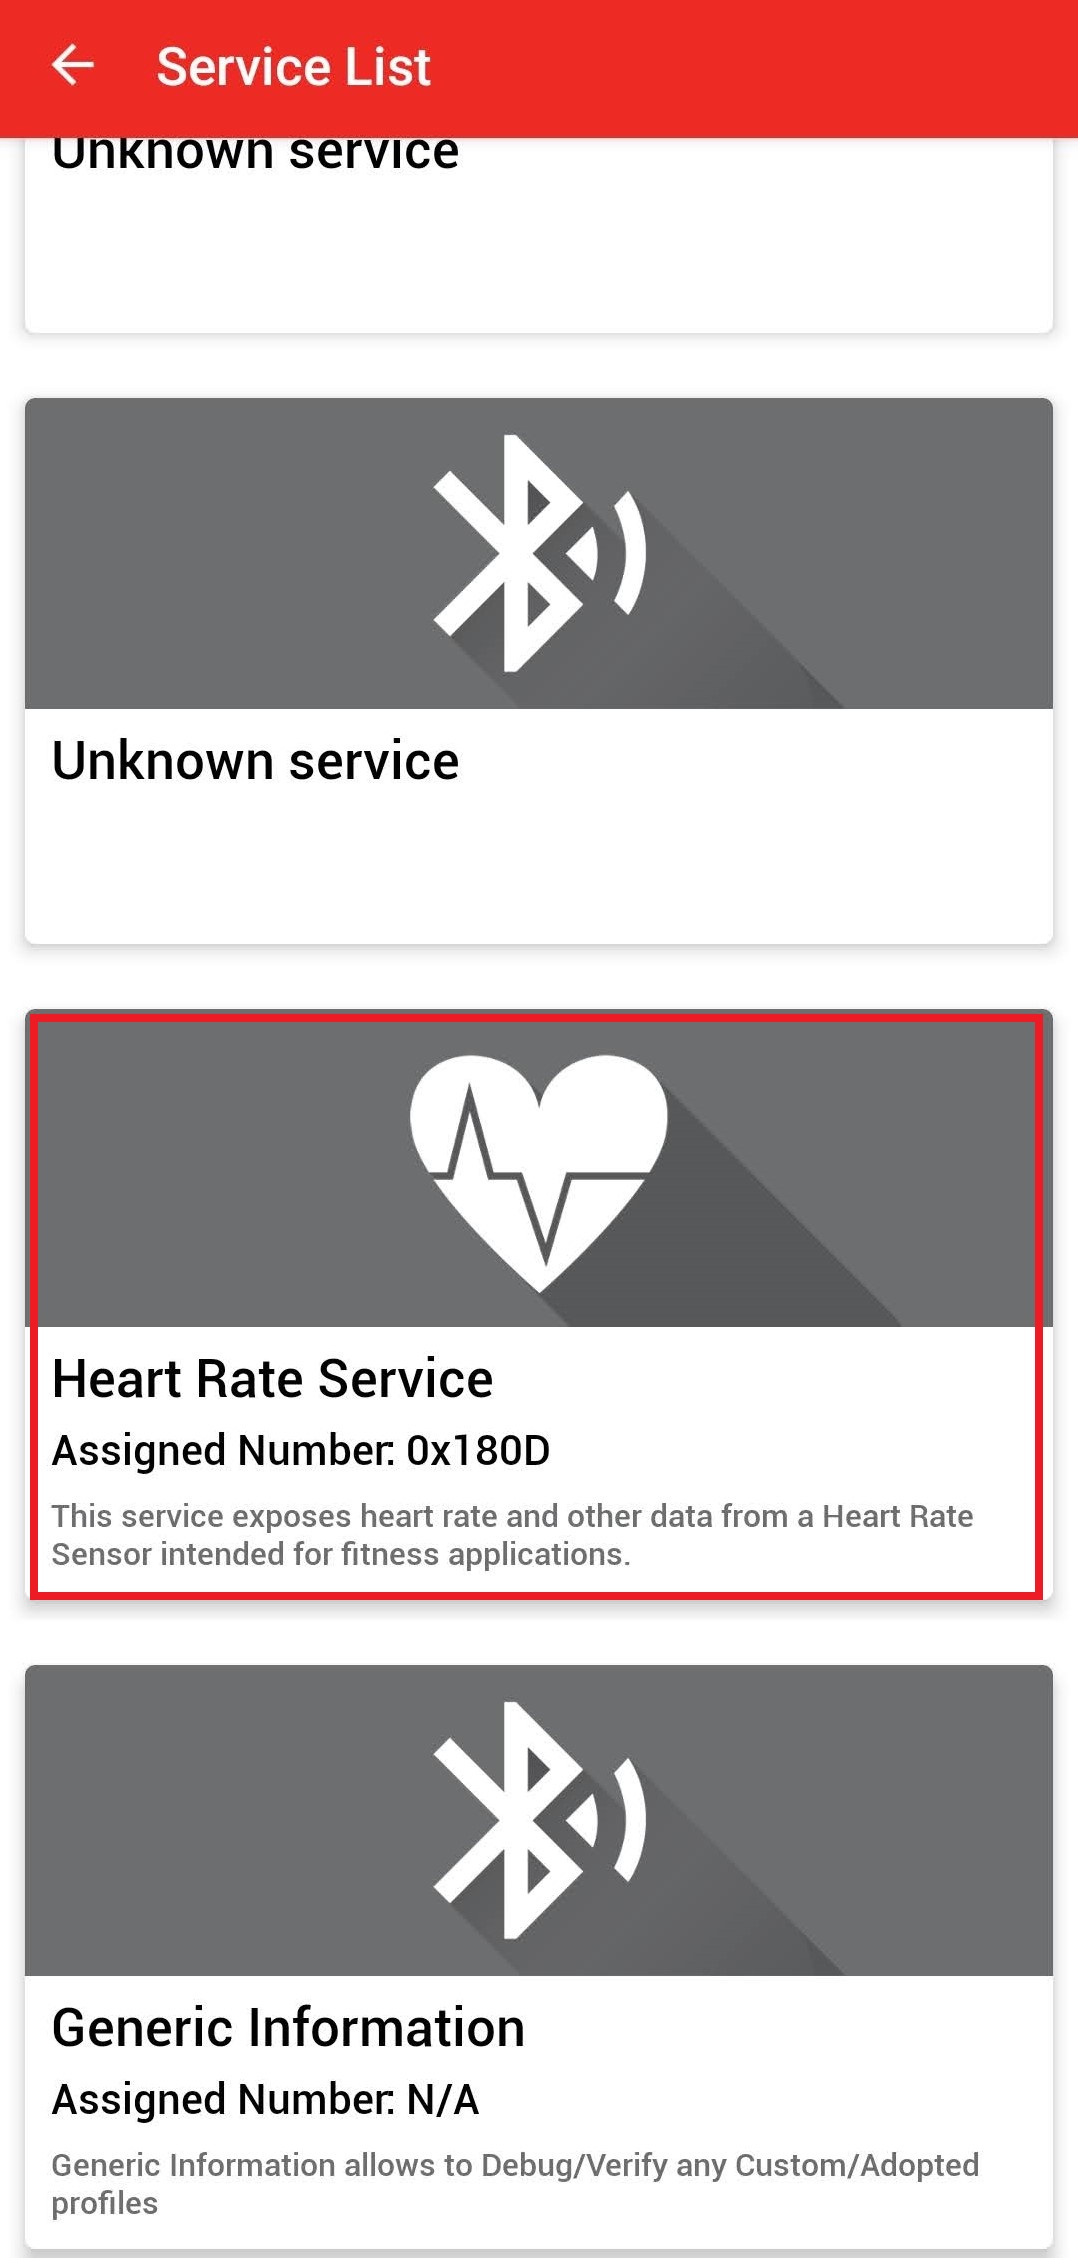 Service List
Unknown service
Unknown service
Heart Rate Service
Assigned Number: 0x180D
This service exposes heart rate and other data from a Heart Rate
Sensor intended for fitness applications.
Generic Information
Assigned Number: N/A
Generic Information allows to Debug/Verify any Custom/Adopted
profiles